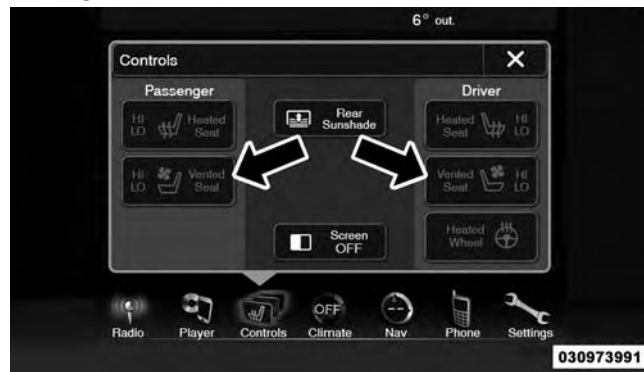 6° out.
Controls
X
Passenger
Driver
HI
LO
Heated
Seat
Rear
Sunshade
Heated
Seat
HI
LO
HI
LO
Vented
Seat
Vented
Seat
HI
LO
Screen
OFF
Heated
Wheel
OFF
--
Radio
Player
Controls
Climate
Nav
Phone
Settings
030973991